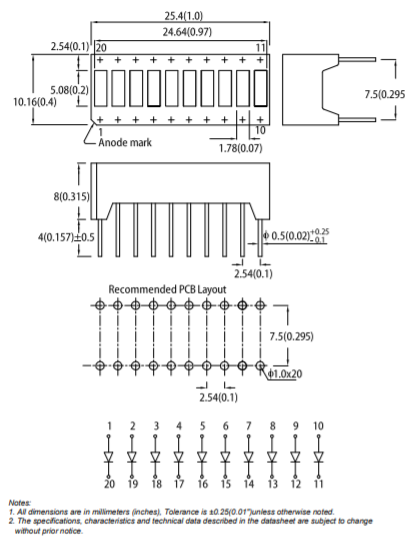 25.4(1.0)
24.64(0.97)
2.54(0.1) 20 11
5.08(0.2)
10.16(0.4)
7.5(0.295
1 10
Anode mark
1.78(0.07)
8(0.315)
4(0.157)±0.5
ϕ 0.5(0.02)+0.25 -0.1
2.54(0.1)
Recommended PCB Layout
7.5(0.295)
ϕ1.0x20
2.54(0.1)
1 2 3 4 5 6 7 8 9 10
20 19 18 17 16 15 14 13 12 11
Notes:
1. All dimensions are in millimeters (inches), Tolerance is ±0.25(0.01")unless otherwise noted.
2. The specifications, characteristics and technical data described in the datasheet are subject to change
without prior notice.